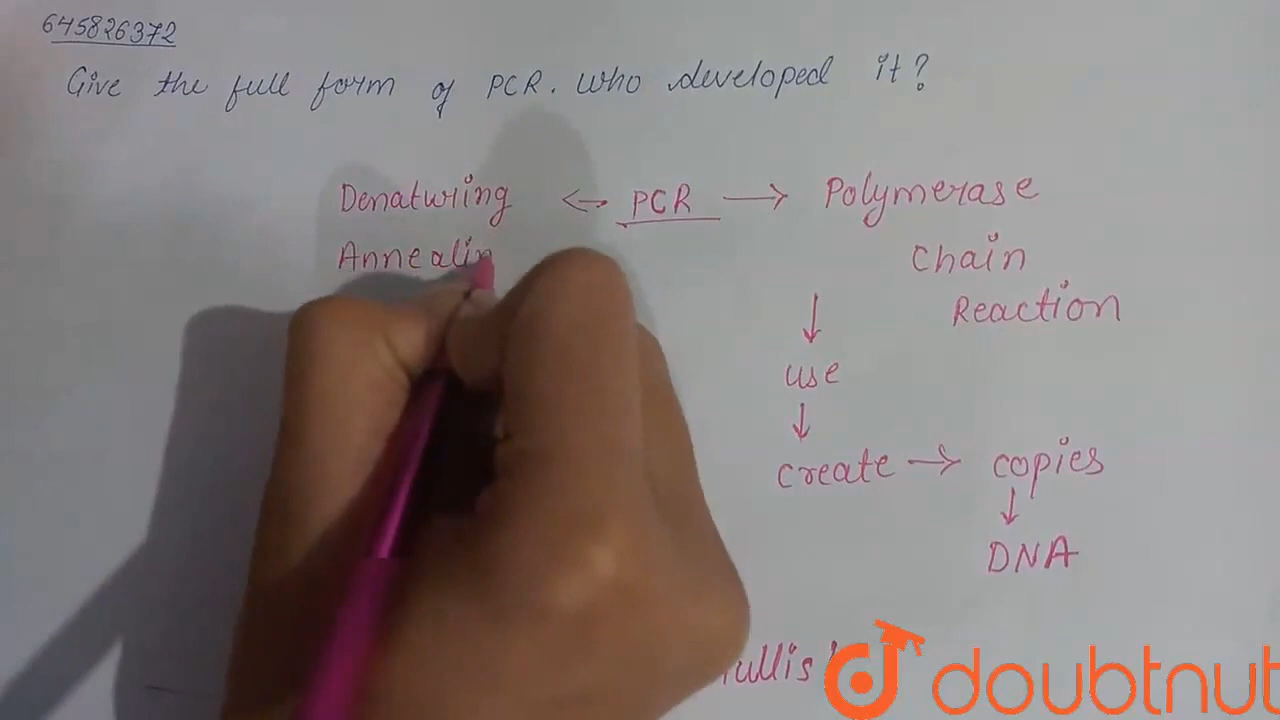 645826372
Give the full form of PCR. Who developed it?
Denaturing <- PCR -> Polymerase
Annealin
Chain
Reaction
use
create -> copies
DNA
doubtnut